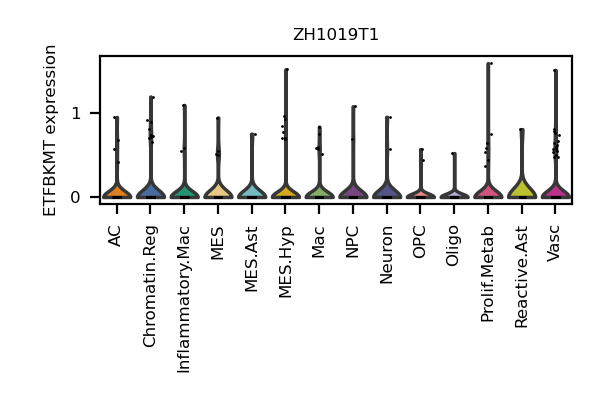 ZH1019T1
ETFBKMT expression
1
0
AC
Chromatin.Reg
Inflammatory.Mac
MES
MES.Ast
MES.Hyp
Mac
NPC
Neuron
OPC
Oligo
Prolif.Metab
Reactive.Ast
Vasc